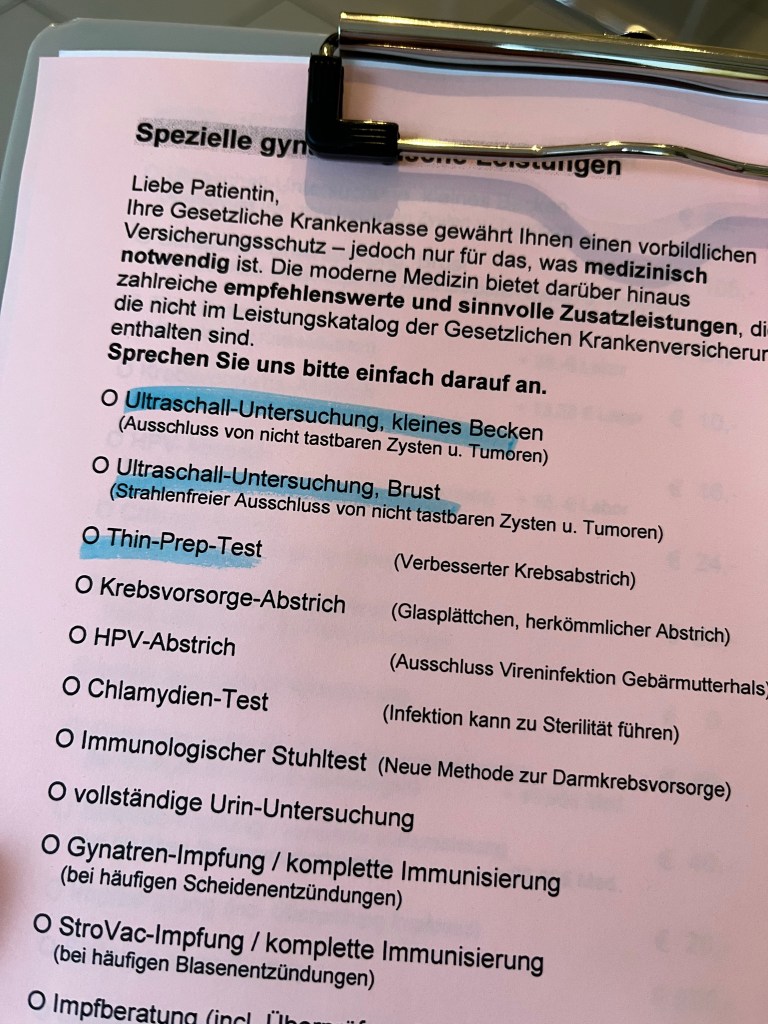 Spezielle Leistungen
Liebe Patientin,
Ihre Gesetzliche Krankenkasse gewährt Ihnen einen vorbildlichen
Versicherungsschutz – jedoch nur für das, was medizinisch
notwendig ist. Die moderne Medizin bietet darüber hinaus
zahlreiche empfehlenswerte und sinnvolle Zusatzleistungen, di
die nicht im Leistungskatalog der Gesetzlichen Krankenversicherun
enthalten sind.
Sprechen Sie uns bitte einfach darauf an.
O Ultraschall-Untersuchung, kleines Becken
(Ausschluss von nicht tastbaren Zysten u. Tumoren)
O Ultraschall-Untersuchung, Brust
(Strahlenfreier Ausschluss von nicht tastbaren Zysten u. Tumoren)
O Thin-Prep-Test (Verbesserter Krebsabstrich)
O Krebsvorsorge-Abstrich (Glasplättchen, herkömmlicher Abstrich)
O HPV-Abstrich (Ausschluss Vireninfektion Gebärmutterhals)
O Chlamydien-Test (Infektion kann zu Sterilität führen)
O Immunologischer Stuhltest (Neue Methode zur Darmkrebsvorsorge)
O vollständige Urin-Untersuchung
O Gynatren-Impfung / komplette Immunisierung
(bei häufigen Scheidenentzündungen)
O StroVac-Impfung / komplette Immunisierung
(bei häufigen Blasenentzündungen)
O Impfberatung (incl.